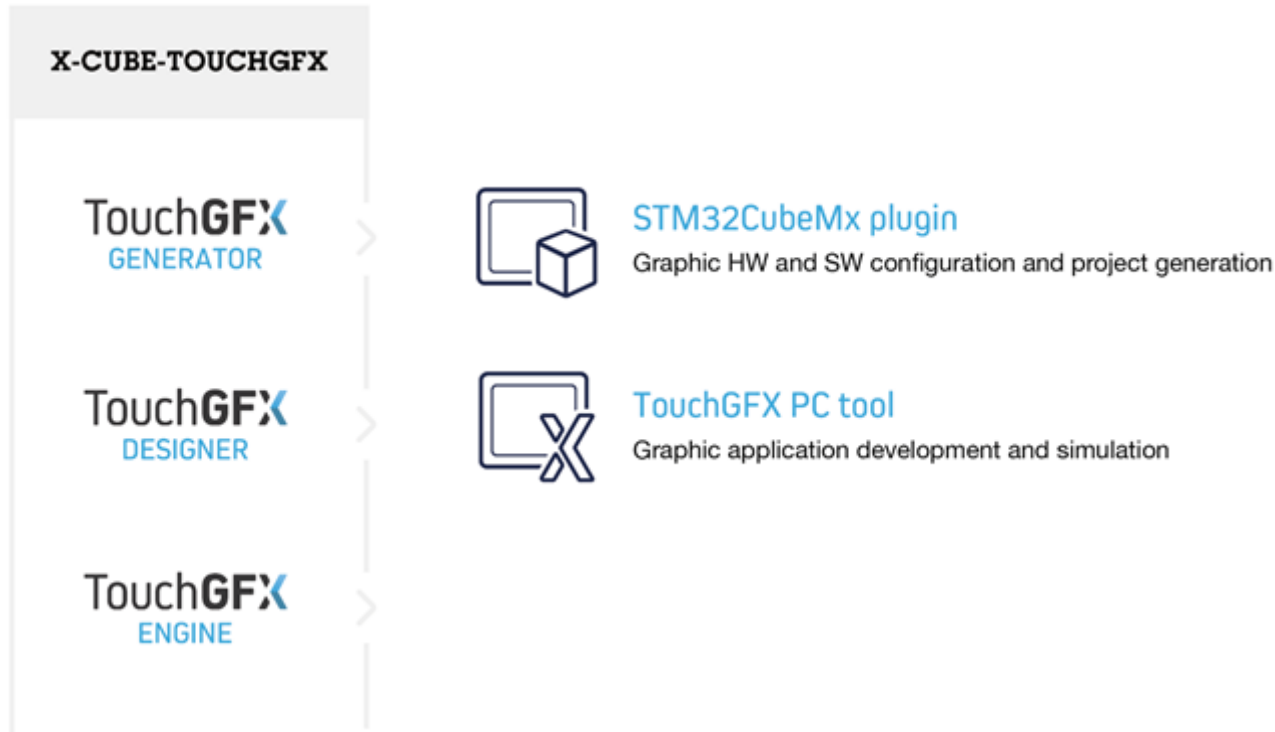 X-CUBE-TOUCHGFX
TouchGFX
GENERATOR
STM32CubeMx plugin
Graphic HW and SW configuration and project generation
TouchGFX
DESIGNER
TouchGFX PC tool
Graphic application development and simulation
TouchGFX
ENGINE